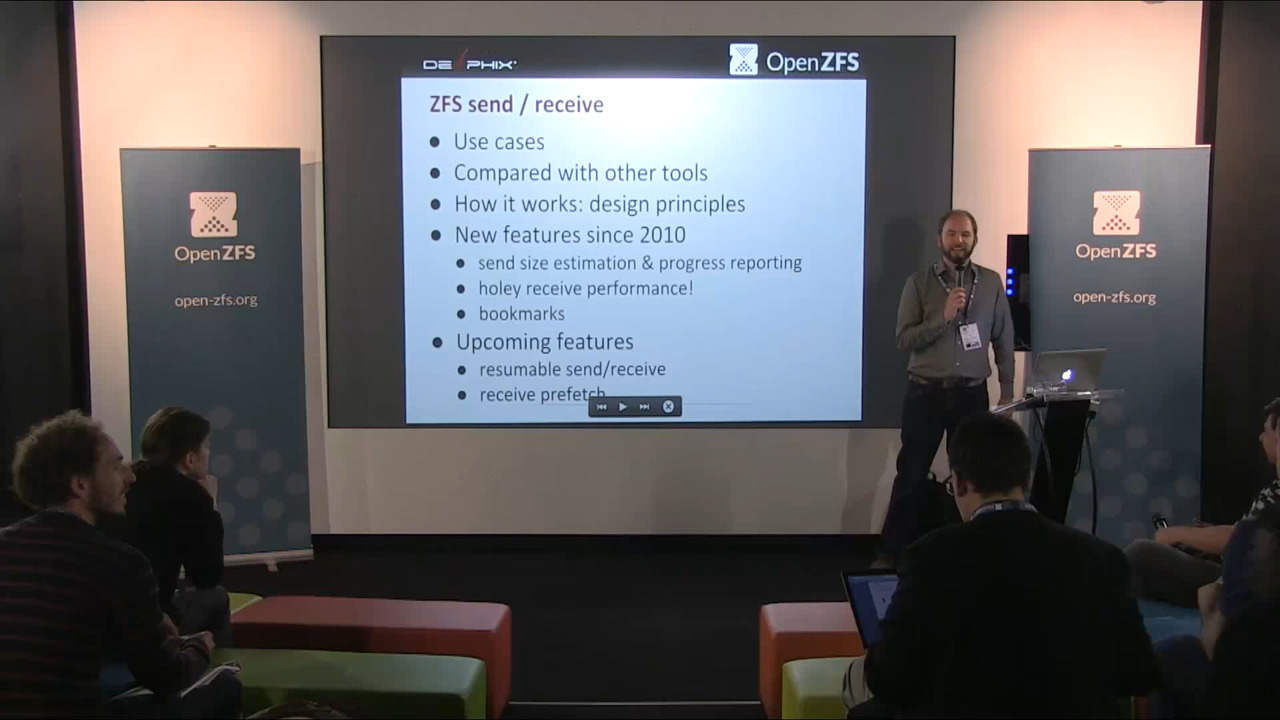 DELPHIX
OpenZFS
ZFS send / receive
Use cases
Compared with other tools
How it works: design principles
New features since 2010
send size estimation & progress reporting
holey receive performance!
bookmarks
Upcoming features
resumable send/receive
receive prefetch
OpenZFS
open-zfs.org
OpenZFS
open-zfs.org